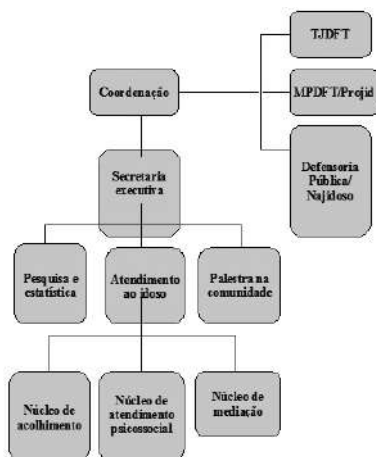 TJDFT
Coordenação
MPDFT/Projid
Defensoria
Pública/
Najidoso
Secretaria
executiva
Pesquisa e
estatística
Atendimento
ao idoso
Palestra na
comunidade
Núcleo de
acolhimento
Núcleo de
atendimento
psicossocial
Núcleo de
mediação